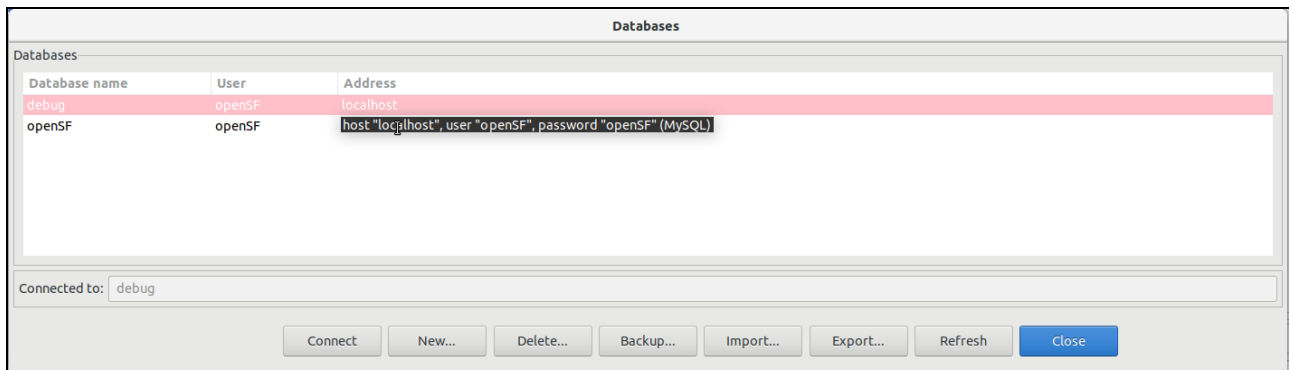 Databases
Databases
Database name User Address
debug openSF localhost
openSF openSF host "localhost", user "openSF", password "openSF" (MySQL)
Connected to: debug
Connect New... Delete... Backup... Import... Export... Refresh Close